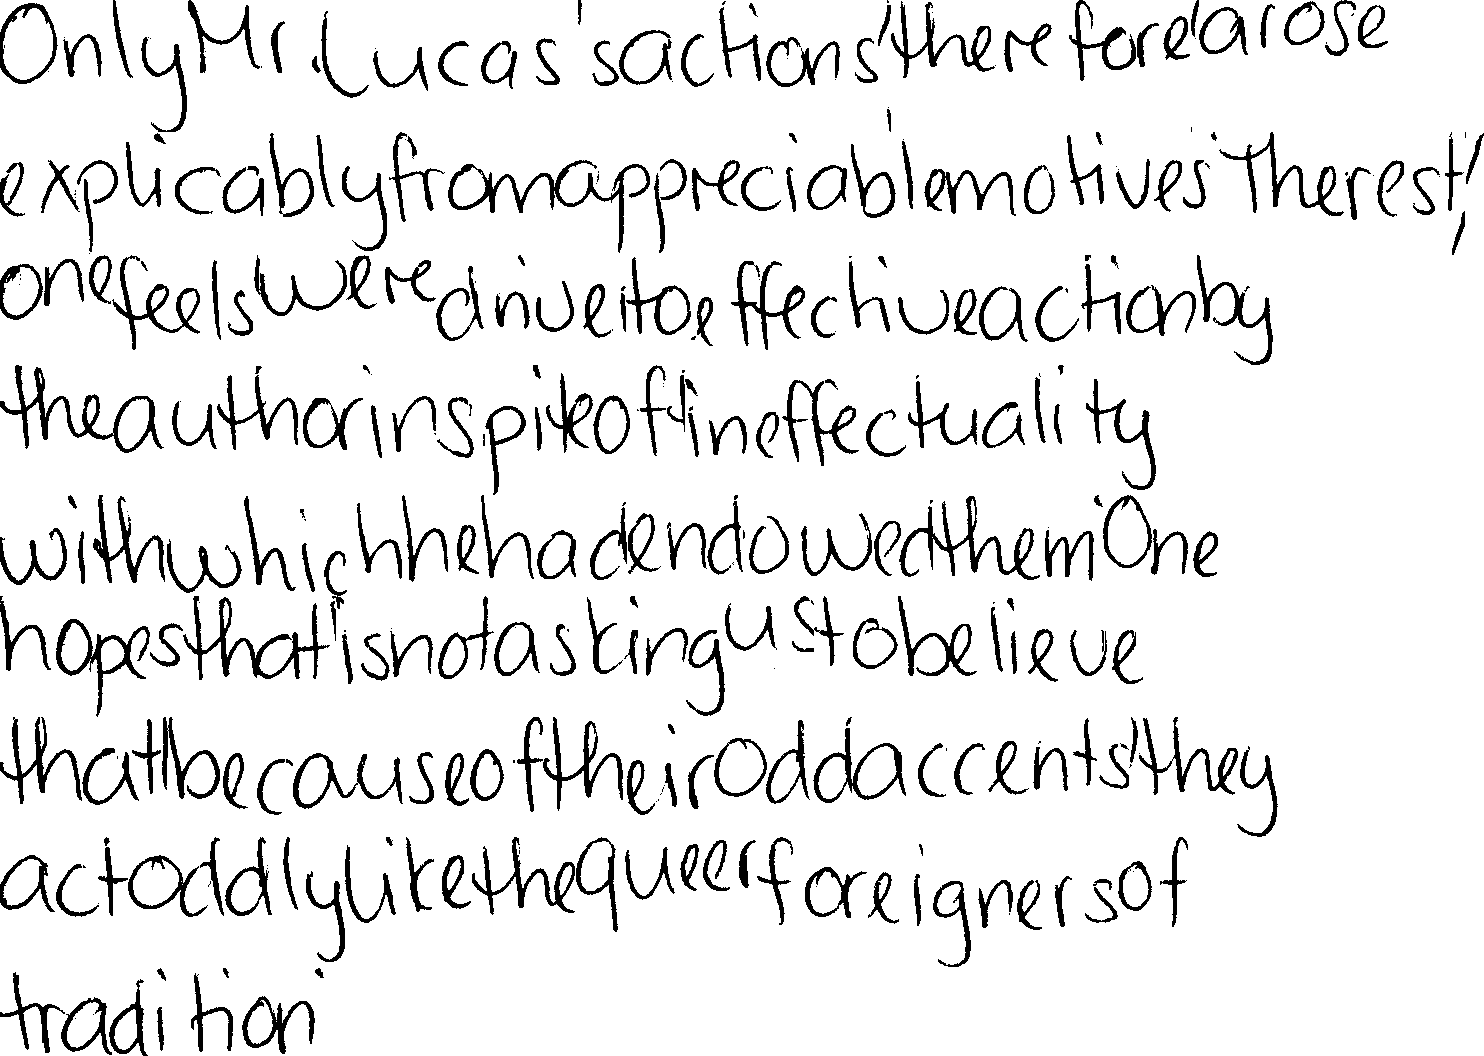 Only Mr. Lucas's actions, therefore, arose
explicably from appreciable motives. The rest,
one feels were driven to effective action by
the author in spite of ineffectuality
with which he had endowed them. One
hopes that is not asking us to believe
that because of their odd accents, they
act oddly like the queer foreigners of
tradition.